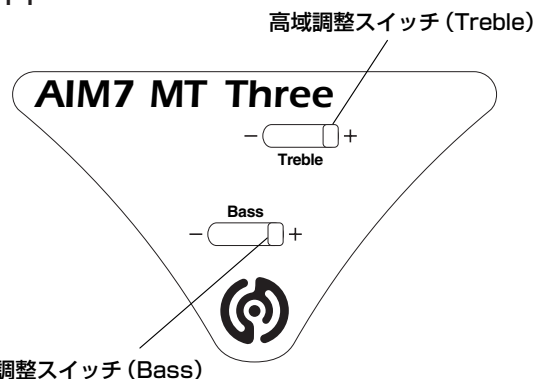 高域調整スイッチ（Treble）
AIM7 MT Three
− +
Treble
Bass
− +
調整スイッチ（Bass）